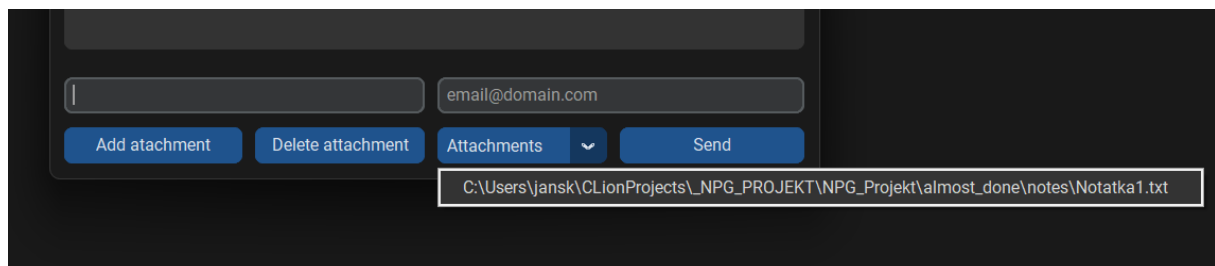 email@domain.com
Add atachment Delete attachment Attachments Send
C:\Users\jansk\CLionProjects\_NPG_PROJEKT\NPG_Projekt\almost_done\notes\Notatka1.txt